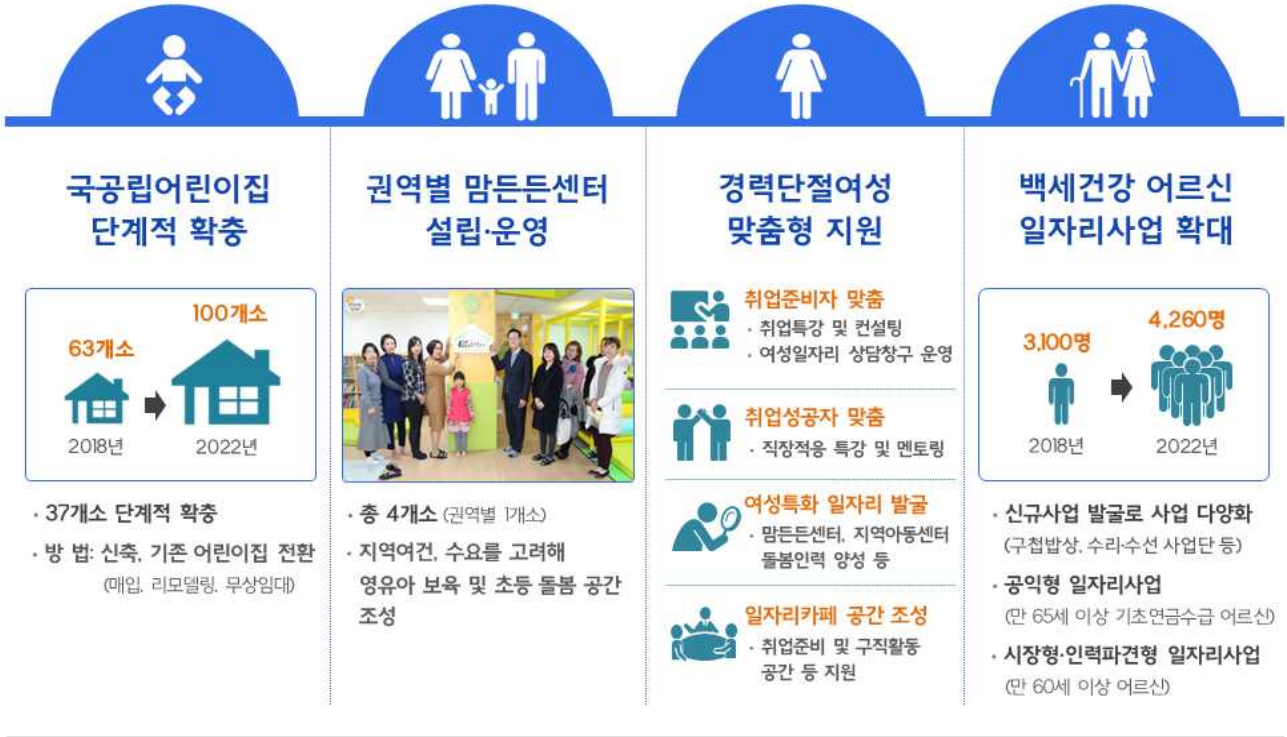 국공립어린이집
단계적 확충
63개소
100개소
2018년
2022년
· 37개소 단계적 확충
· 방 법: 신축, 기존 어린이집 전환
(매입, 리모델링, 무상임대)
권역별 맘든든센터
설립·운영
· 총 4개소 (권역별 1개소)
· 지역여건, 수요를 고려해
영유아 보육 및 초등 돌봄 공간
조성
경력단절여성
맞춤형 지원
취업준비자 맞춤
· 취업특강 및 컨설팅
· 여성일자리 상담창구 운영
취업성공자 맞춤
· 직장적응 특강 및 멘토링
여성특화 일자리 발굴
· 맘든든센터, 지역아동센터
돌봄인력 양성 등
일자리카페 공간 조성
· 취업준비 및 구직활동
공간 등 지원
백세건강 어르신
일자리사업 확대
3,100명
4,260명
2018년
2022년
· 신규사업 발굴로 사업 다양화
(구첩밥상, 수리·수선 사업단 등)
· 공익형 일자리사업
(만 65세 이상 기초연금수급 어르신)
· 시장형·인력파견형 일자리사업
(만 60세 이상 어르신)